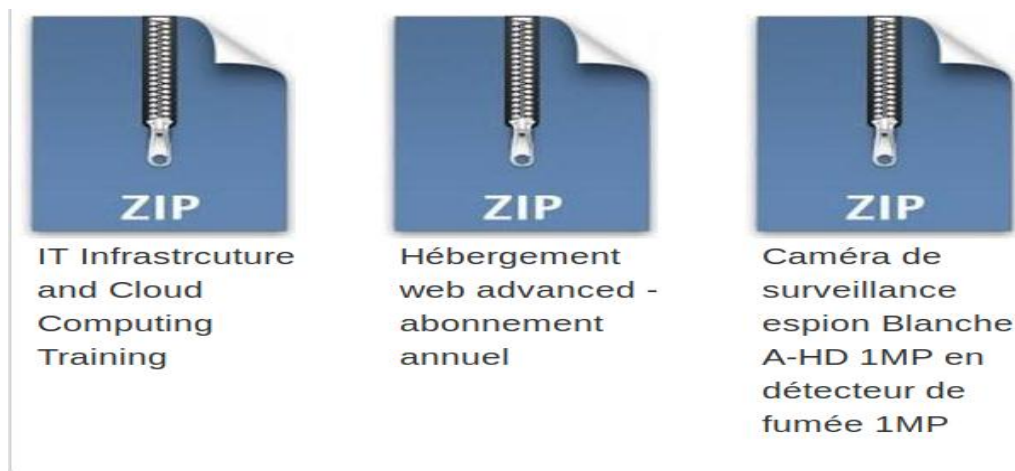 ZIP
IT Infrastrcuture
and Cloud
Computing
Training
ZIP
Hébergement
web advanced -
abonnement
annuel
ZIP
Caméra de
surveillance
espion Blanche
A-HD 1MP en
détecteur de
fumée 1MP